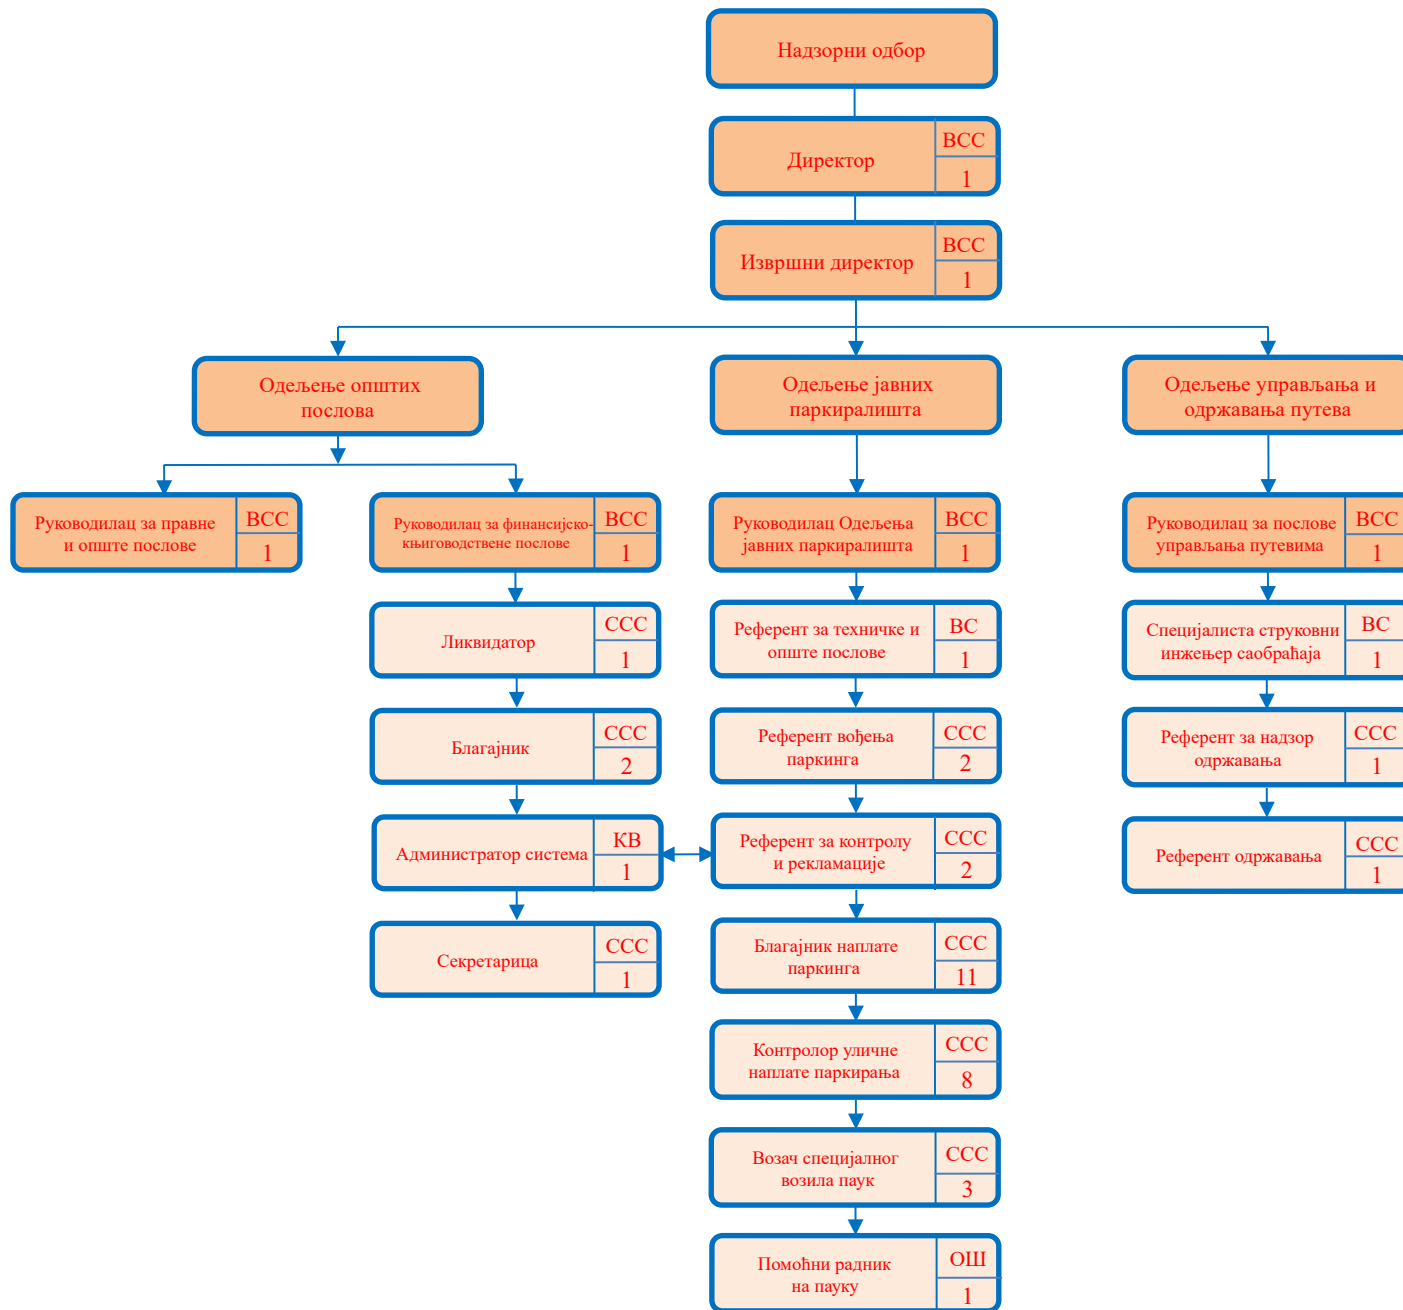 Надзорни одбор
Директор
ВСС
1
Извршни директор
ВСС
1
Одељење општих
послова
Одељење јавних
паркиралишта
Одељење управљања и
одржавања путева
Руководилац за правне
и опште послове
ВСС
1
Руководилац за финансијско-
књиговодствене послове
ВСС
1
Руководилац Одељења
јавних паркиралишта
ВСС
1
Руководилац за послове
управљања путевима
ВСС
1
Ликвидатор
ССС
1
Референт за техничке и
опште послове
ВС
1
Специјалиста струковни
инжењер саобраћаја
ВС
1
Благајник
ССС
2
Референт вођења
паркинга
ССС
2
Референт за надзор
одржавања
ССС
1
Администратор система
КВ
1
Референт за контролу
и рекламације
ССС
2
Референт одржавања
ССС
1
Секретарица
ССС
1
Благајник наплате
паркинга
ССС
11
Контролор уличне
наплате паркирања
ССС
8
Возач специјалног
возила паук
ССС
3
Помоћни радник
на пауку
ОШ
1